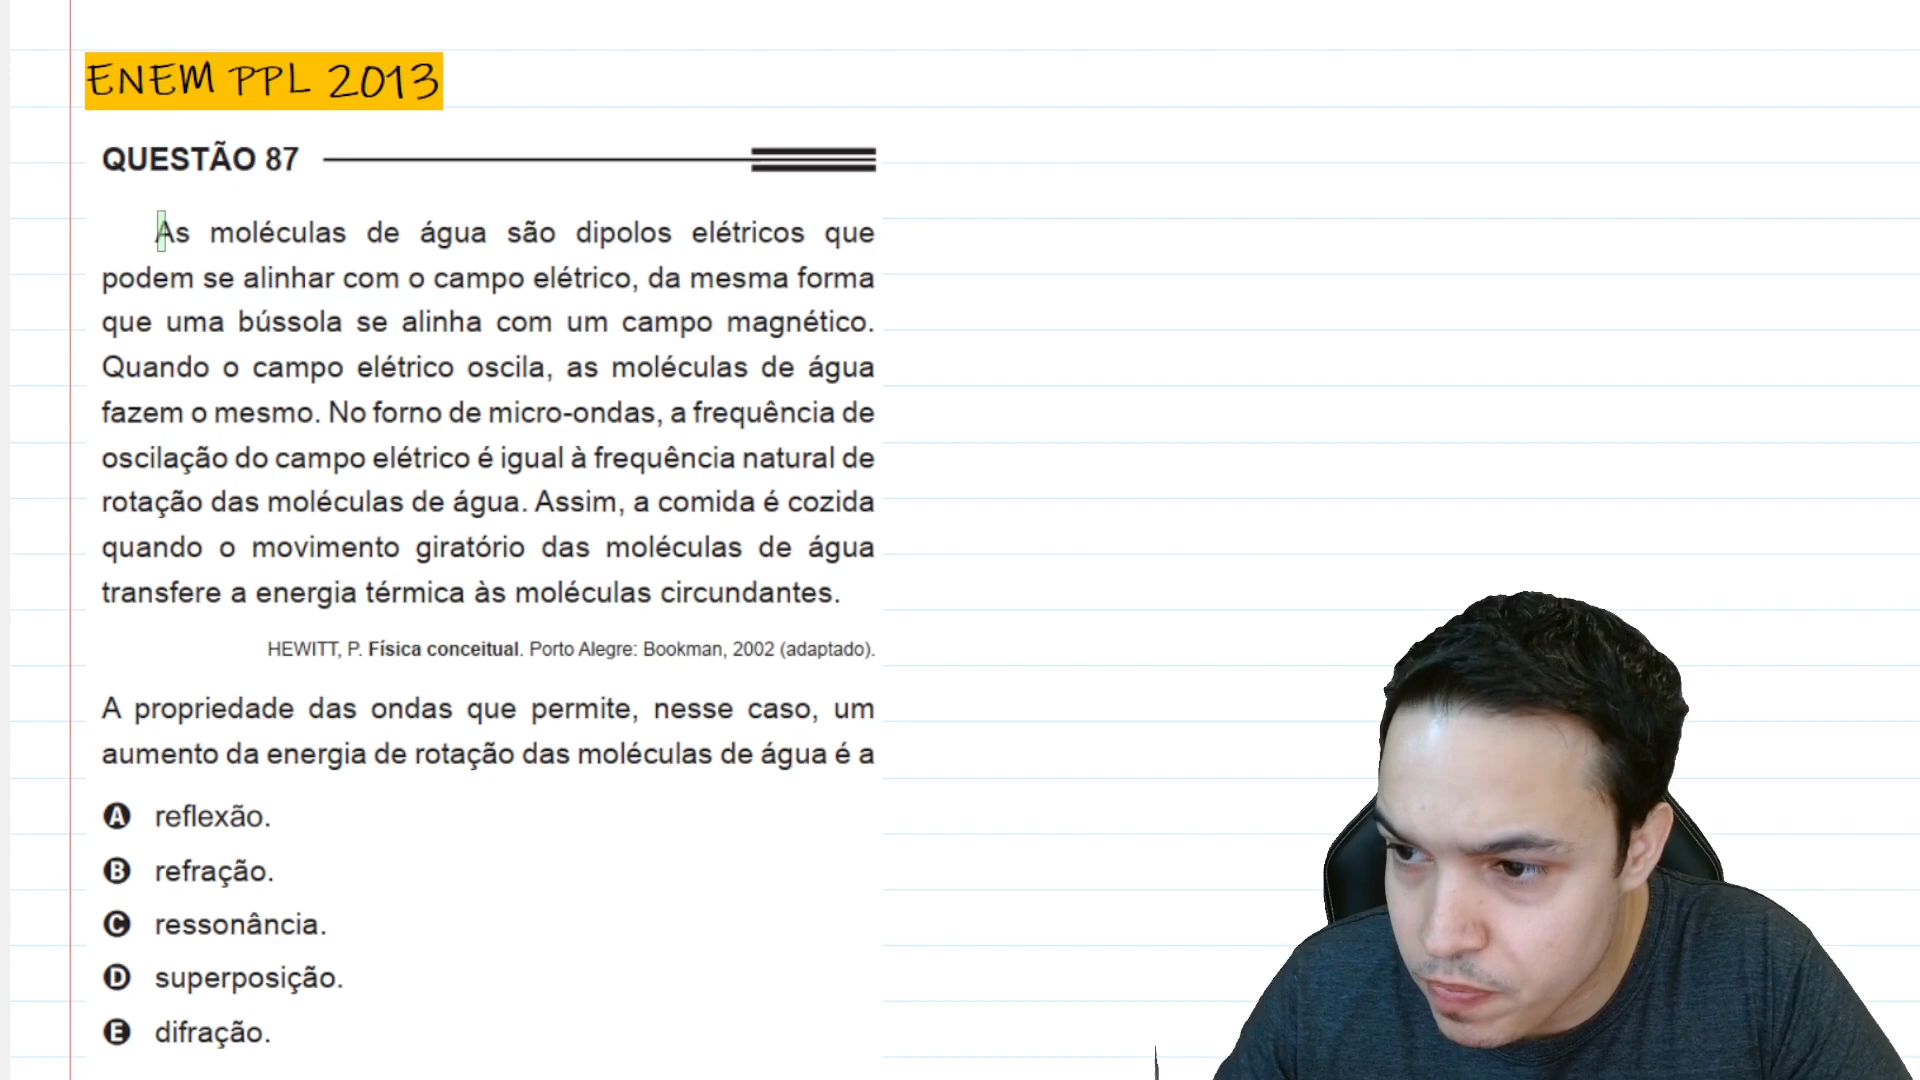 ENEM PPL 2013
QUESTÃO 87
As moléculas de água são dipolos elétricos que
podem se alinhar com o campo elétrico, da mesma forma
que uma bússola se alinha com um campo magnético.
Quando o campo elétrico oscila, as moléculas de água
fazem o mesmo. No forno de micro-ondas, a frequência de
oscilação do campo elétrico é igual à frequência natural de
rotação das moléculas de água. Assim, a comida é cozida
quando o movimento giratório das moléculas de água
transfere a energia térmica às moléculas circundantes.
HEWITT, P. Física conceitual. Porto Alegre: Bookman, 2002 (adaptado).
A propriedade das ondas que permite, nesse caso, um
aumento da energia de rotação das moléculas de água é a
A reflexão.
B refração.
C ressonância.
D superposição.
E difração.